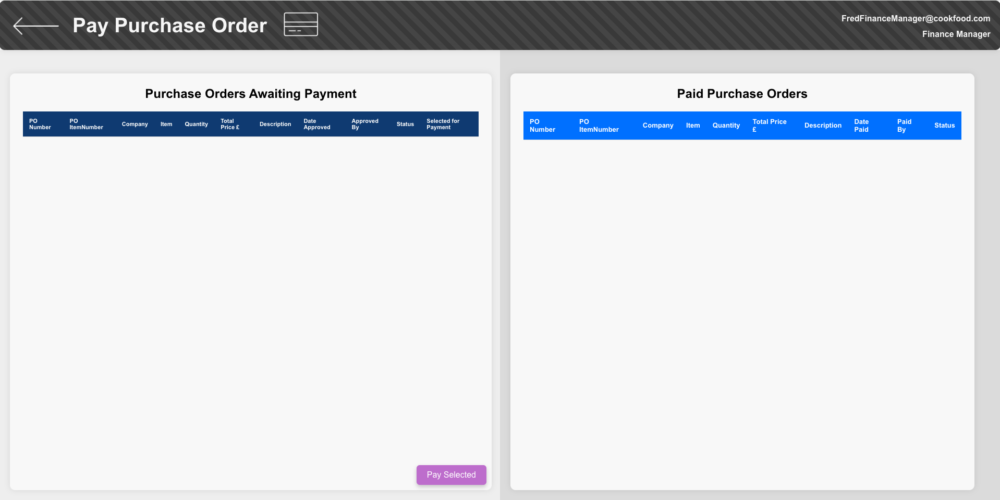 Pay Purchase Order
FredFinanceManager@cookfood.com
Finance Manager
Purchase Orders Awaiting Payment
PO Number
PO ItemNumber
Company
Item
Quantity
Total Price £
Description
Date Approved
Approved By
Status
Selected for Payment
Pay Selected
Paid Purchase Orders
PO Number
PO ItemNumber
Company
Item
Quantity
Total Price £
Description
Date Paid
Paid By
Status